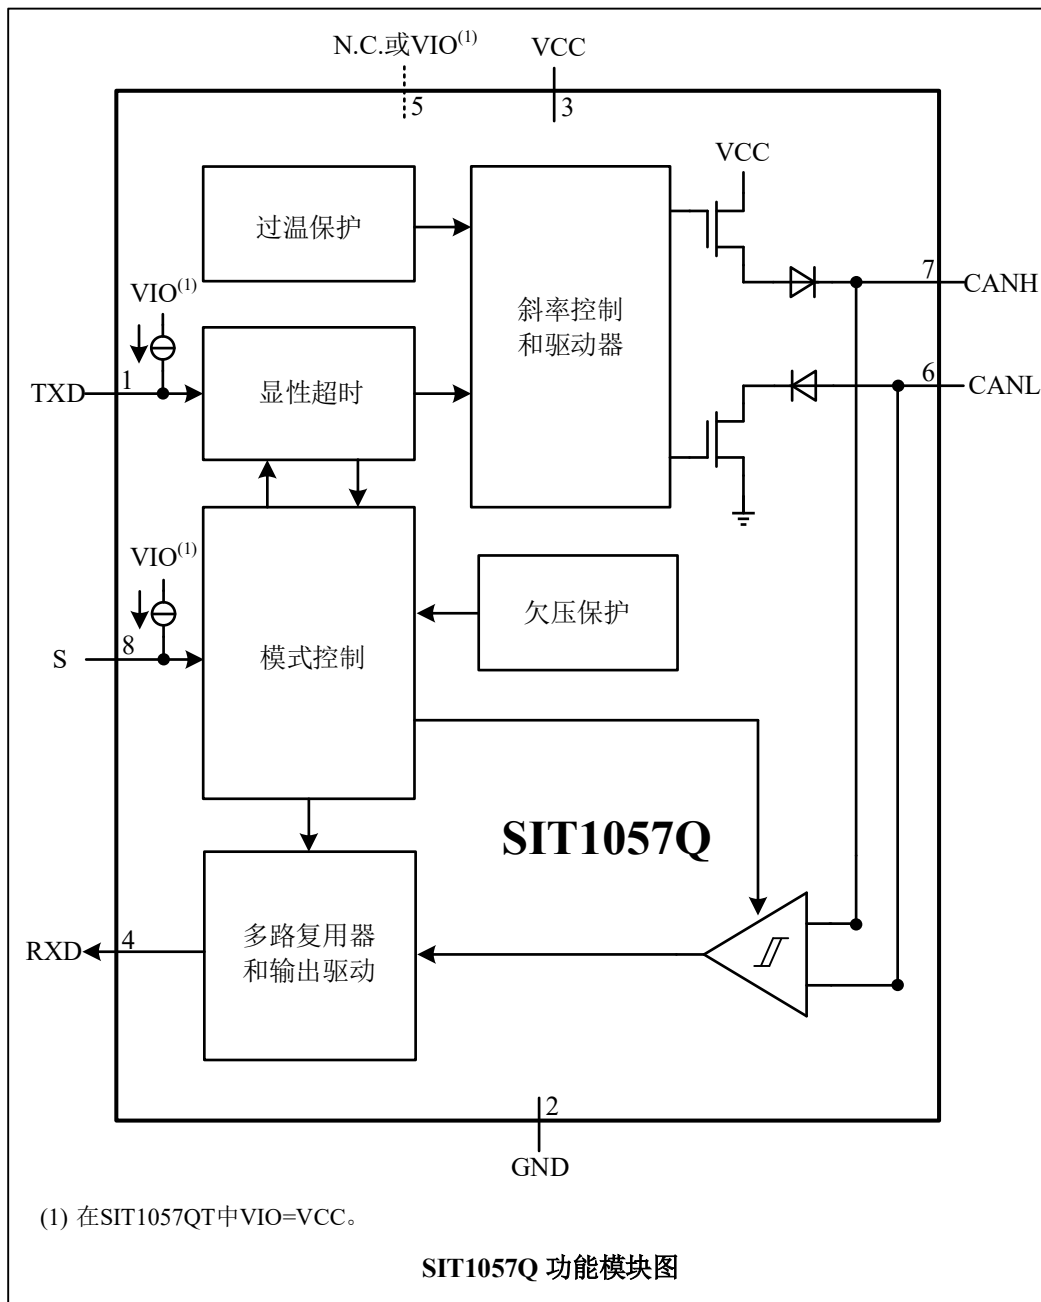 N.C.或VIO(1)
VCC
5
3
VCC
过温保护
7
CANH
VIO(1)
斜率控制
和驱动器
显性超时
TXD
1
6
CANL
VIO(1)
欠压保护
8
S
模式控制
SIT1057Q
多路复用器
和输出驱动
RXD
4
2
GND
(1) 在SIT1057QT中VIO=VCC。
SIT1057Q 功能模块图